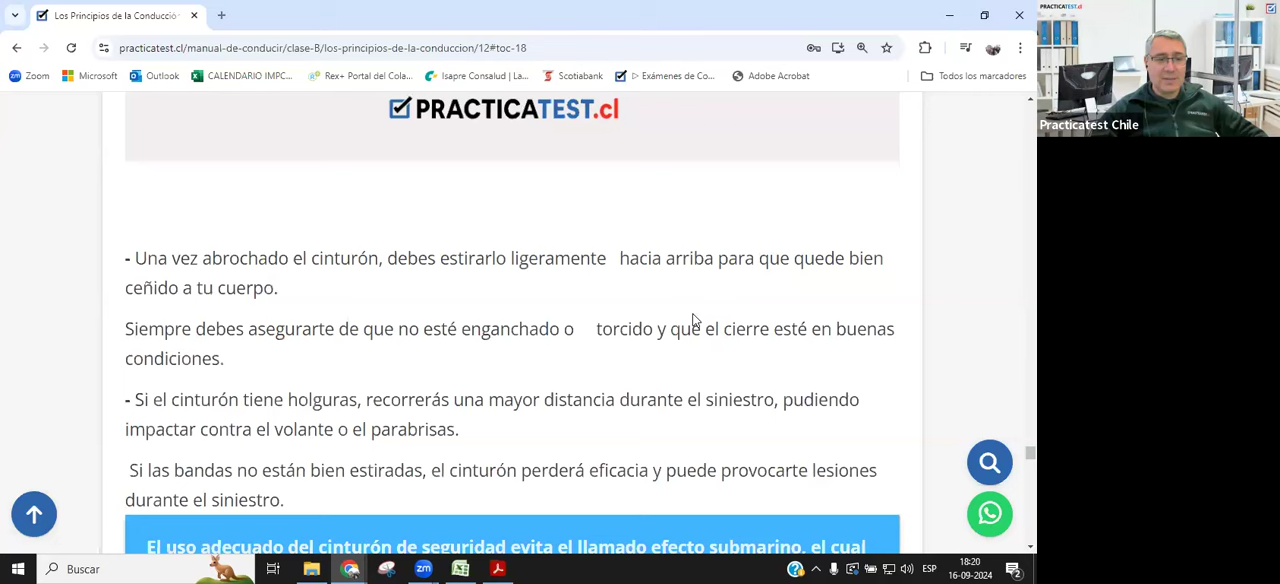 Los Principios de la Conducción
practicatest.cl/manual-de-conducir/clase-B/los-principios-de-la-conduccion/12#toc-18
Zoom
Microsoft
Outlook
CALENDARIO IMPC...
Rex+ Portal del Cola...
Isapre Consalud | La...
Scotiabank
▷ Exámenes de Co...
Adobe Acrobat
Todos los marcadores
PRACTICATEST.cl
Practicatest Chile
PRACTICATEST.cl
- Una vez abrochado el cinturón, debes estirarlo ligeramente hacia arriba para que quede bien
ceñido a tu cuerpo.
Siempre debes asegurarte de que no esté enganchado o torcido y que el cierre esté en buenas
condiciones.
- Si el cinturón tiene holguras, recorrerás una mayor distancia durante el siniestro, pudiendo
impactar contra el volante o el parabrisas.
Si las bandas no están bien estiradas, el cinturón perderá eficacia y puede provocarte lesiones
durante el siniestro.
El uso adecuado del cinturón de seguridad evita el llamado efecto submarino, el cual
Buscar
ESP
18:20
16-09-2024
2